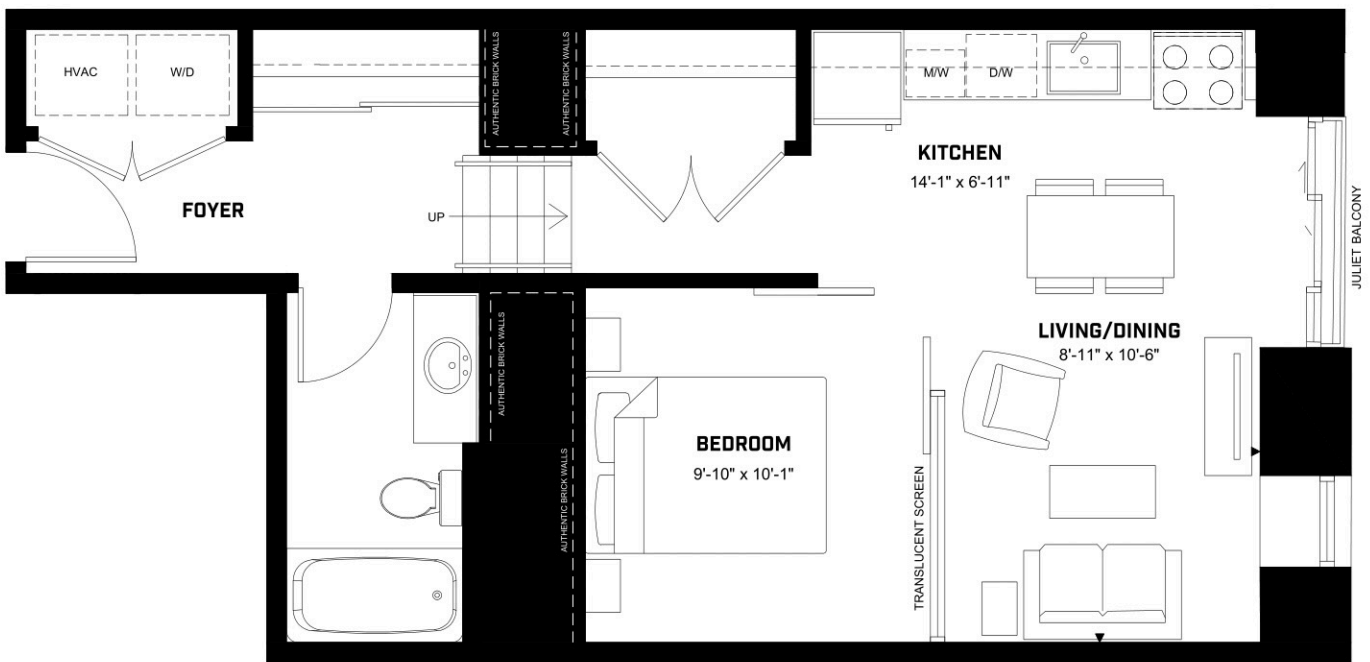 HVAC
W/D
AUTHENTIC BRICK WALLS
AUTHENTIC BRICK WALLS
M/W
D/W
KITCHEN
14'-1" x 6'-11"
FOYER
UP
JULIET BALCONY
LIVING/DINING
8'-11" x 10'-6"
AUTHENTIC BRICK WALLS
BEDROOM
9'-10" x 10'-1"
AUTHENTIC BRICK WALLS
TRANSLUCENT SCREEN